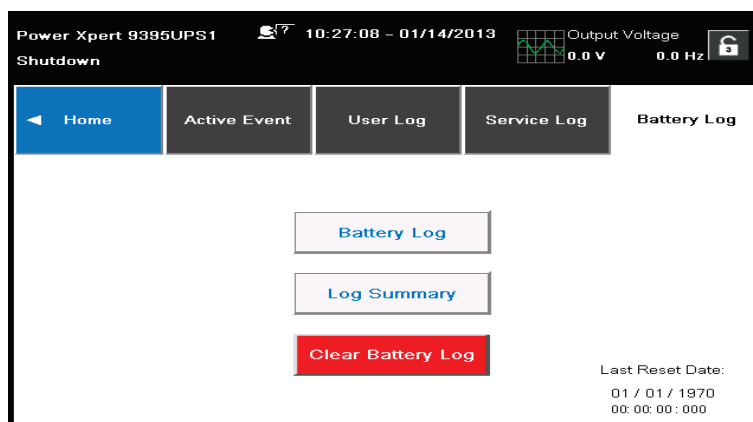 Power Xpert 9395UPS1 ? 10:27:08 - 01/14/2013 Output Voltage
Shutdown 0.0 V 0.0 Hz
Home Active Event User Log Service Log Battery Log
Battery Log
Log Summary
Clear Battery Log
Last Reset Date:
01 / 01 / 1970
00: 00: 00 : 000